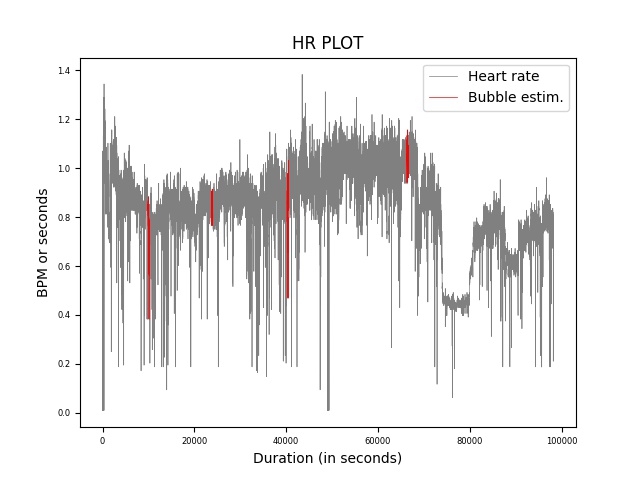 HR PLOT
Heart rate
Bubble estim.
BPM or seconds
1.4
1.2
1.0
0.8
0.6
0.4
0.2
0.0
0 20000 40000 60000 80000 100000
Duration (in seconds)